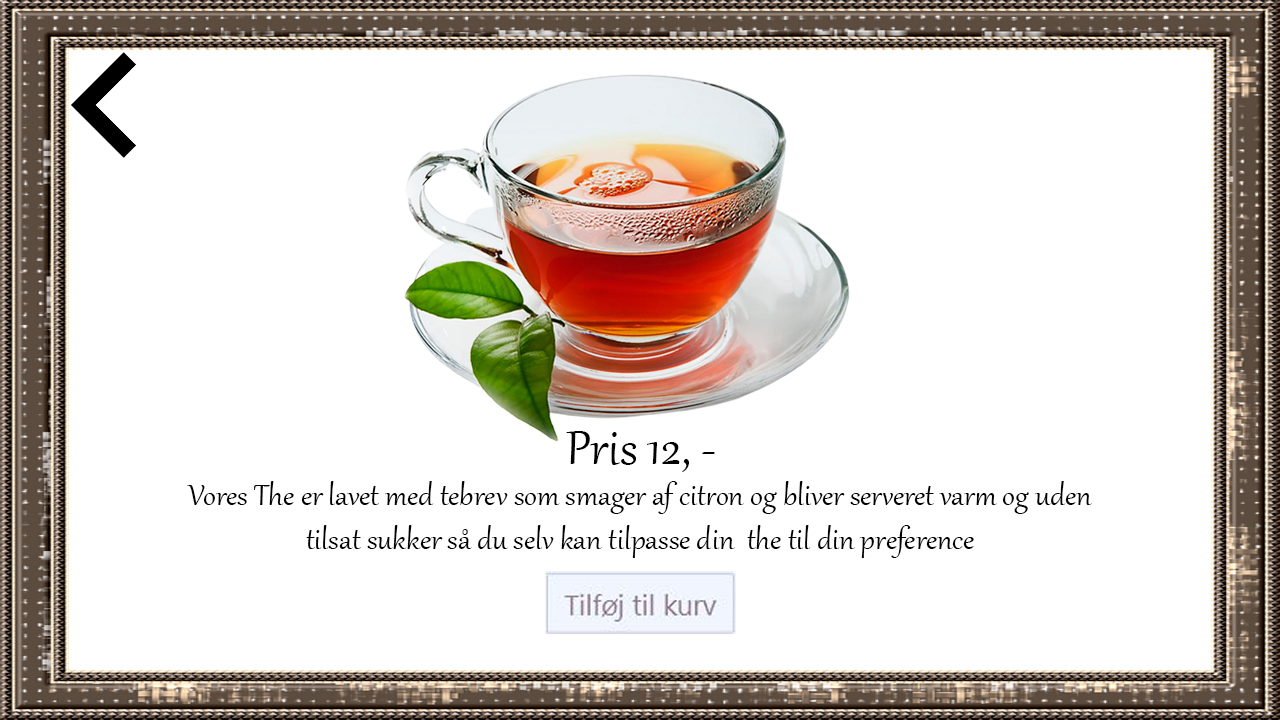 Pris 12, -
Vores The er lavet med tebrev som smager af citron og bliver serveret varm og uden
tilsat sukker så du selv kan tilpasse din  the til din preference
Tilføj til kurv